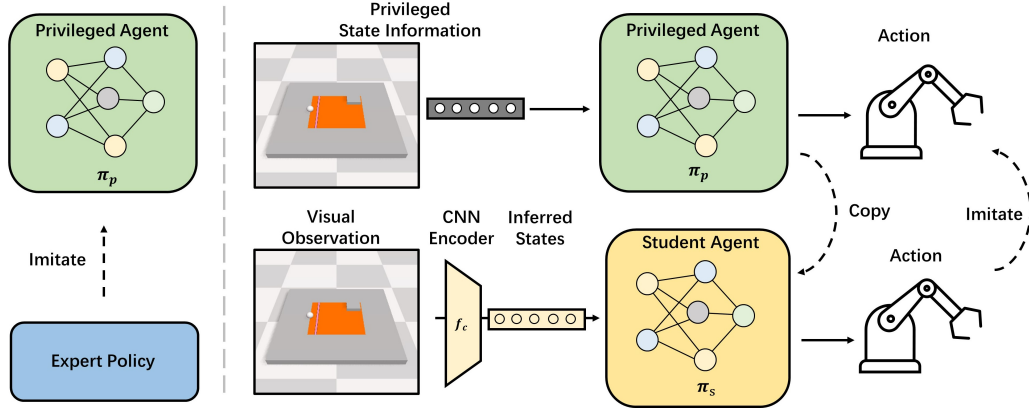 Privileged Agent
π_p
Imitate
Expert Policy
Privileged
State Information
Privileged Agent
π_p
Action
Copy
Imitate
Visual
Observation
CNN
Encoder
f_c
Inferred
States
Student Agent
π_s
Action